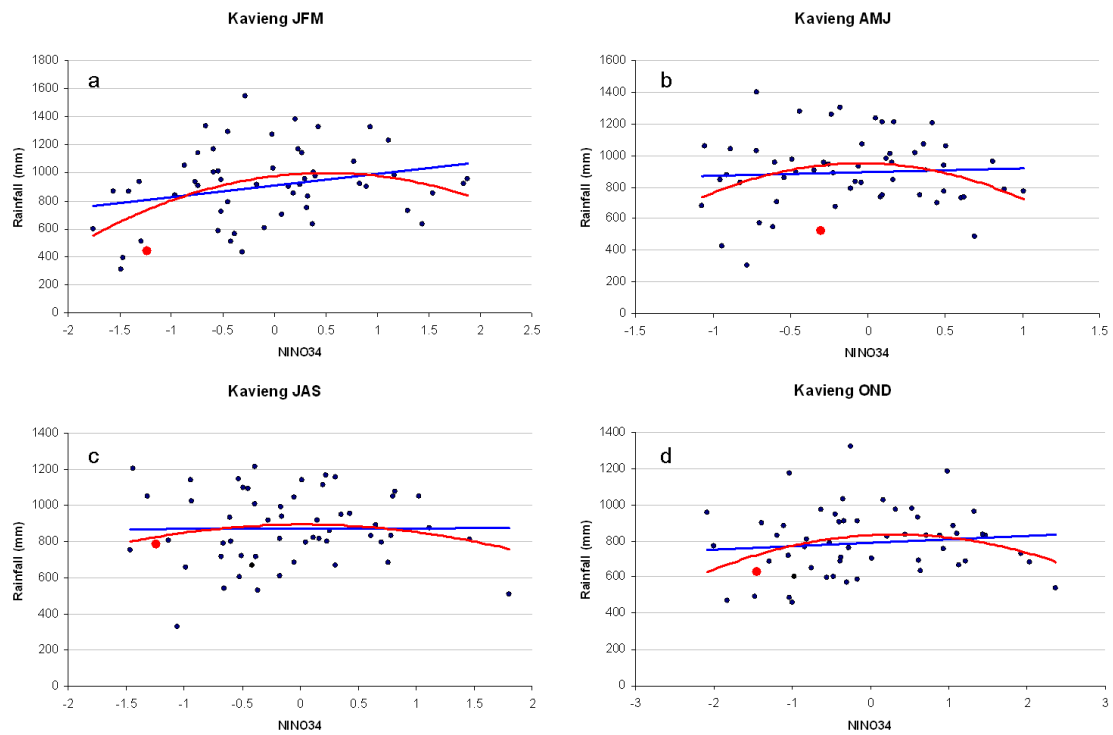 Kavieng JFM
a
Rainfall (mm)
1800
1600
1400
1200
1000
800
600
400
200
0
-2 -1.5 -1 -0.5 0 0.5 1 1.5 2 2.5
NINO34
Kavieng AMJ
b
Rainfall (mm)
1600
1400
1200
1000
800
600
400
200
0
-1.5 -1 -0.5 0 0.5 1 1.5
NINO34
Kavieng JAS
c
Rainfall (mm)
1400
1200
1000
800
600
400
200
0
-2 -1.5 -1 -0.5 0 0.5 1 1.5 2
NINO34
Kavieng OND
d
Rainfall (mm)
1400
1200
1000
800
600
400
200
0
-3 -2 -1 0 1 2 3
NINO34